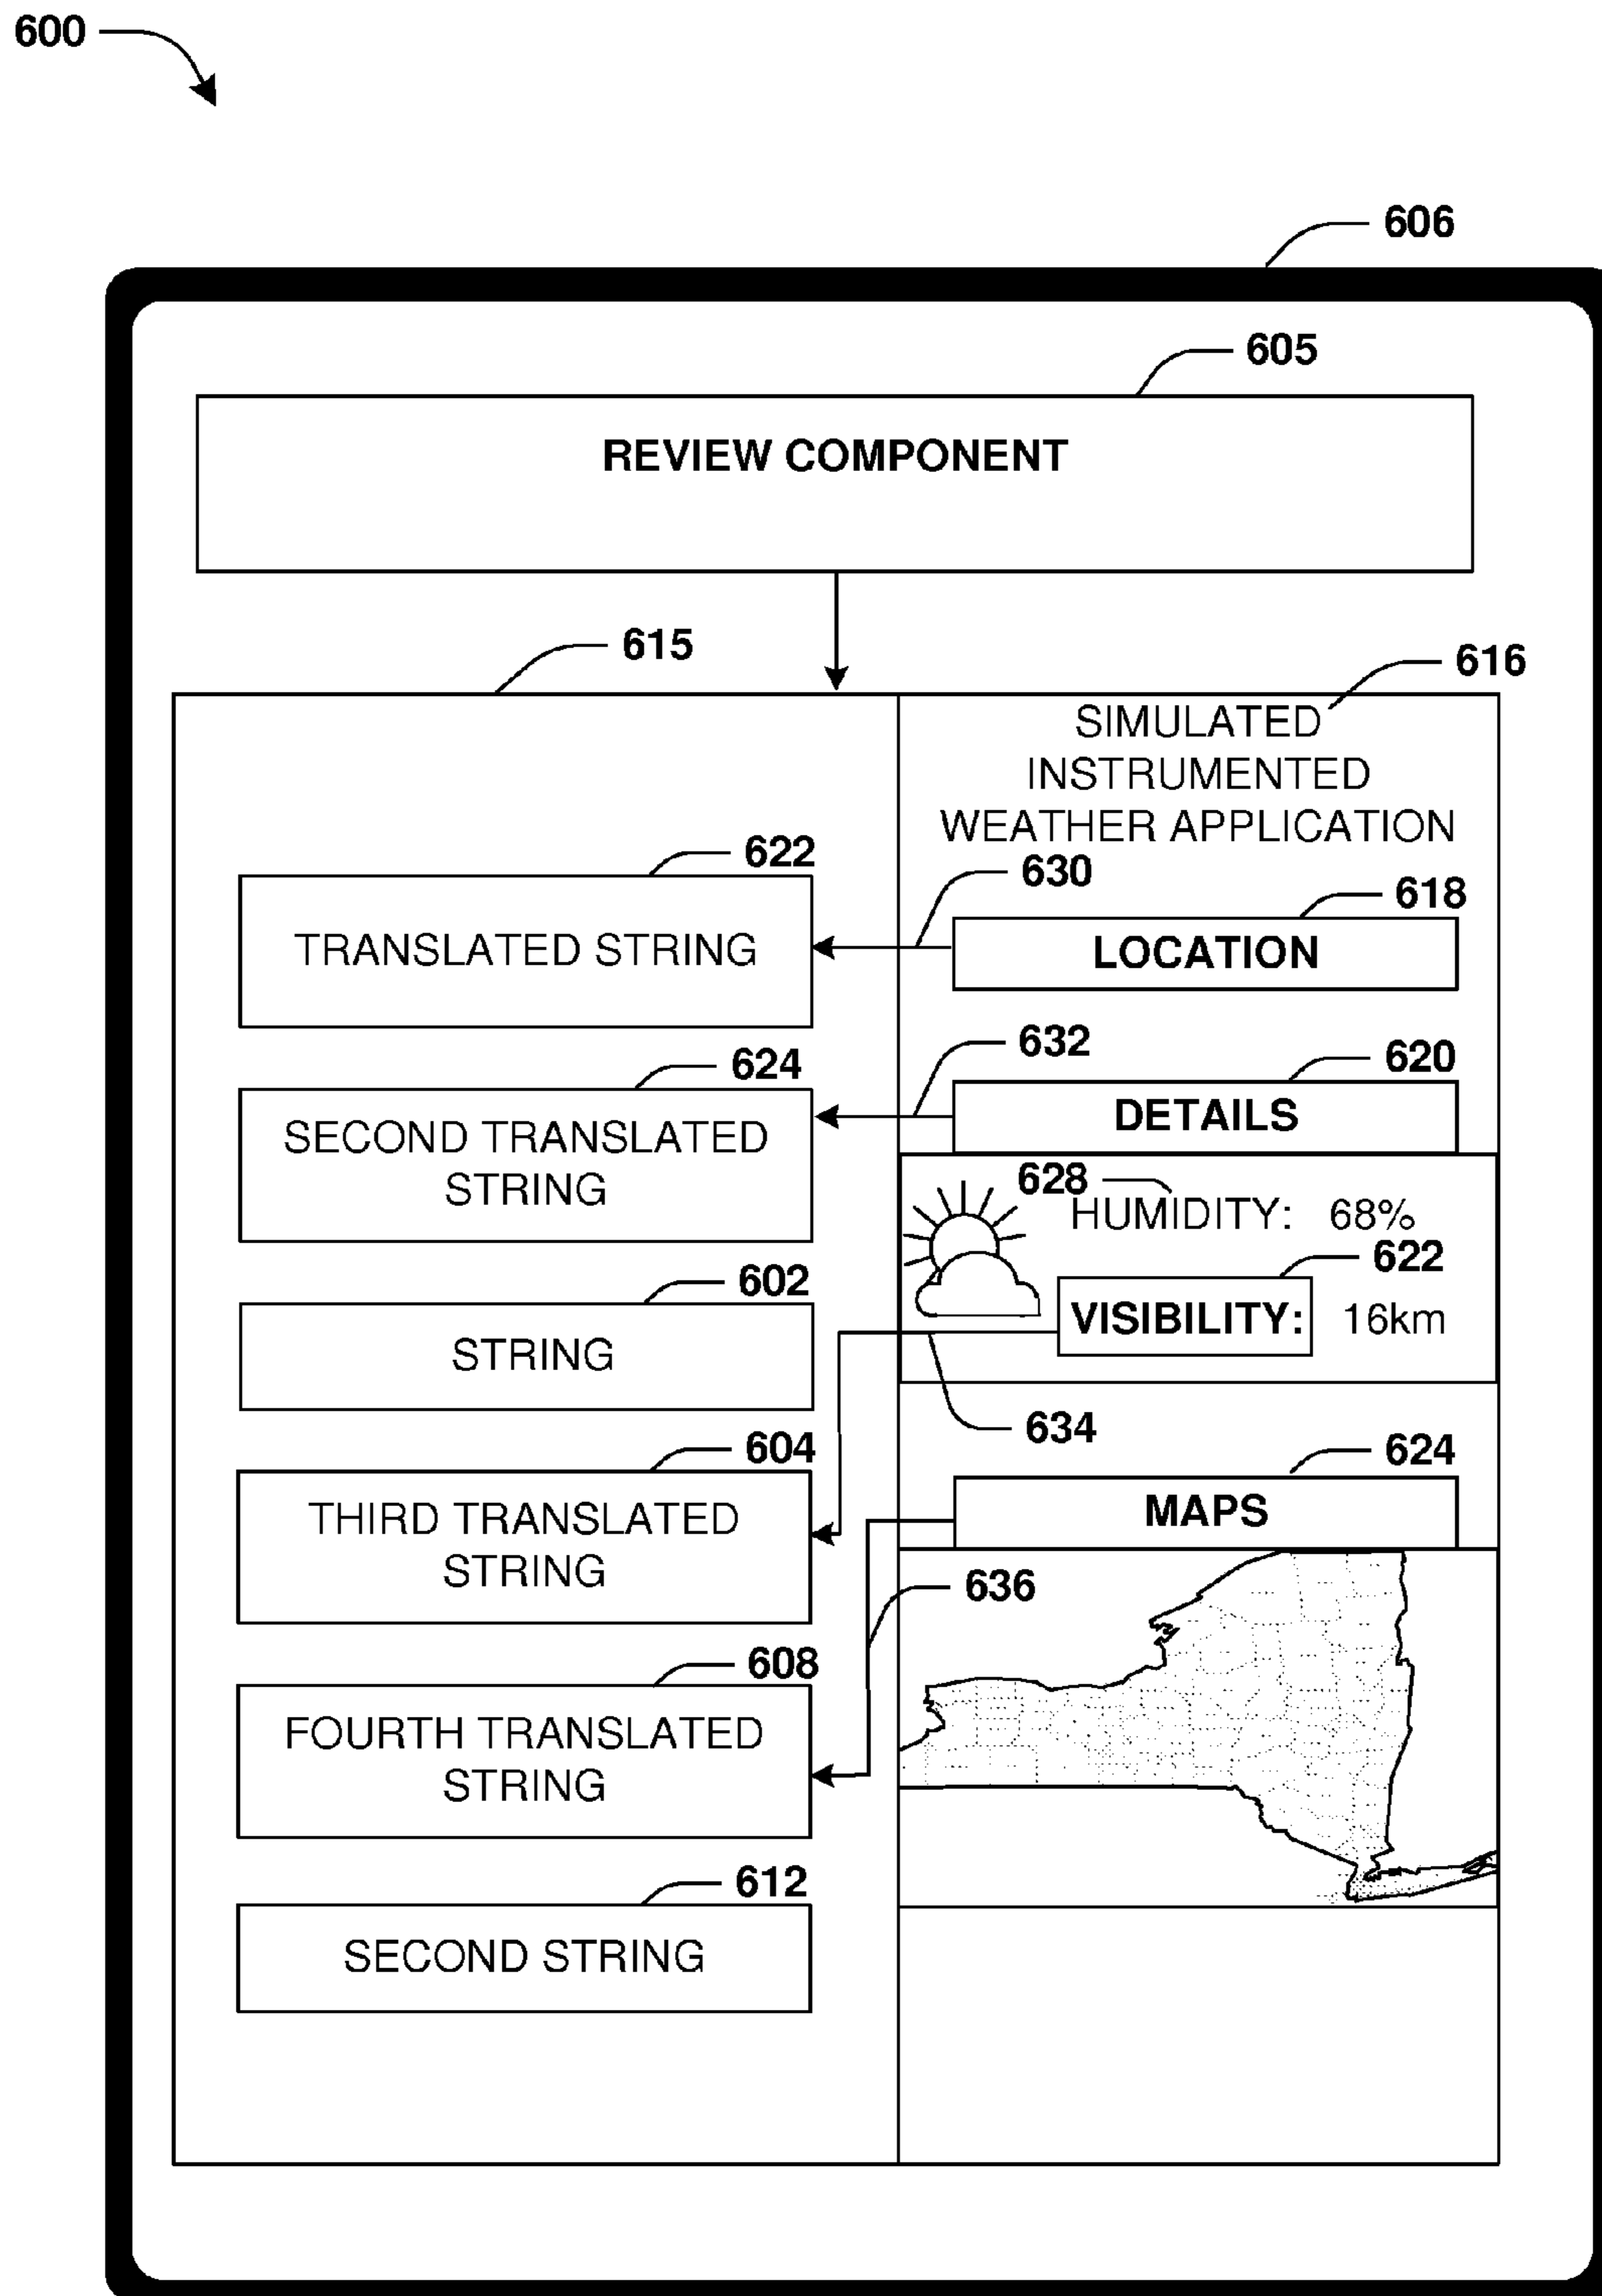 600
606
605
REVIEW COMPONENT
615
616
SIMULATED
INSTRUMENTED
WEATHER APPLICATION
622
TRANSLATED STRING
630
618
LOCATION
624
SECOND TRANSLATED
STRING
632
620
DETAILS
628
HUMIDITY: 68%
622
VISIBILITY: 16km
602
STRING
634
604
THIRD TRANSLATED
STRING
624
MAPS
636
608
FOURTH TRANSLATED
STRING
612
SECOND STRING